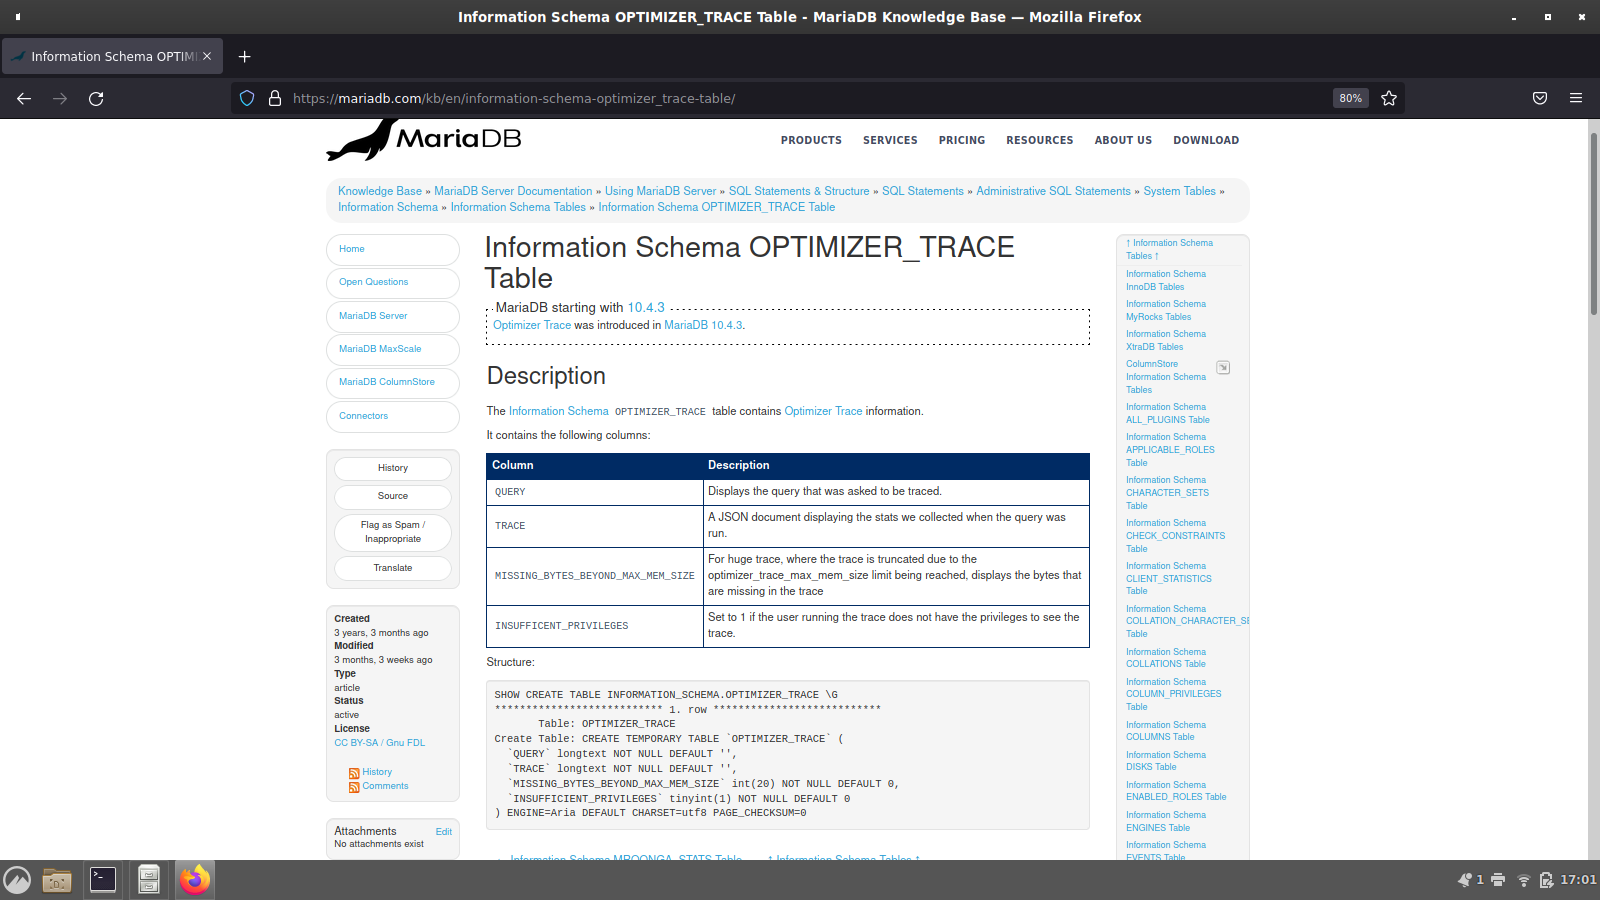 Information Schema OPTIMIZER_TRACE Table - MariaDB Knowledge Base — Mozilla Firefox
Information Schema OPTIM
https://mariadb.com/kb/en/information-schema-optimizer_trace-table/
80%
MariaDB
PRODUCTS SERVICES PRICING RESOURCES ABOUT US DOWNLOAD
Knowledge Base » MariaDB Server Documentation » Using MariaDB Server » SQL Statements & Structure » SQL Statements » Administrative SQL Statements » System Tables »
Information Schema » Information Schema Tables » Information Schema OPTIMIZER_TRACE Table
Home
Open Questions
MariaDB Server
MariaDB MaxScale
MariaDB ColumnStore
Connectors
History
Source
Flag as Spam /
Inappropriate
Translate
Created
3 years, 3 months ago
Modified
3 months, 3 weeks ago
Type
article
Status
active
License
CC BY-SA / Gnu FDL
History
Comments
Attachments Edit
No attachments exist
Information Schema OPTIMIZER_TRACE
Table
MariaDB starting with 10.4.3
Optimizer Trace was introduced in MariaDB 10.4.3.
Description
The Information Schema OPTIMIZER_TRACE table contains Optimizer Trace information.
It contains the following columns:
Column Description
QUERY Displays the query that was asked to be traced.
TRACE A JSON document displaying the stats we collected when the query was
run.
MISSING_BYTES_BEYOND_MAX_MEM_SIZE For huge trace, where the trace is truncated due to the
optimizer_trace_max_mem_size limit being reached, displays the bytes that
are missing in the trace
INSUFFICENT_PRIVILEGES Set to 1 if the user running the trace does not have the privileges to see the
trace.
Structure:
SHOW CREATE TABLE INFORMATION_SCHEMA.OPTIMIZER_TRACE \G
*************************** 1. row ***************************
Table: OPTIMIZER_TRACE
Create Table: CREATE TEMPORARY TABLE `OPTIMIZER_TRACE` (
`QUERY` longtext NOT NULL DEFAULT '',
`TRACE` longtext NOT NULL DEFAULT '',
`MISSING_BYTES_BEYOND_MAX_MEM_SIZE` int(20) NOT NULL DEFAULT 0,
`INSUFFICIENT_PRIVILEGES` tinyint(1) NOT NULL DEFAULT 0
) ENGINE=Aria DEFAULT CHARSET=utf8 PAGE_CHECKSUM=0
Information Schema MROONGA_STATS Table ↑ Information Schema Tables ↑
↑ Information Schema
Tables ↑
Information Schema
InnoDB Tables
Information Schema
MyRocks Tables
Information Schema
XtraDB Tables
ColumnStore
Information Schema
Tables
Information Schema
ALL_PLUGINS Table
Information Schema
APPLICABLE_ROLES
Table
Information Schema
CHARACTER_SETS
Table
Information Schema
CHECK_CONSTRAINTS
Table
Information Schema
CLIENT_STATISTICS
Table
Information Schema
COLLATION_CHARACTER_SE
Table
Information Schema
COLLATIONS Table
Information Schema
COLUMN_PRIVILEGES
Table
Information Schema
COLUMNS Table
Information Schema
DISKS Table
Information Schema
ENABLED_ROLES Table
Information Schema
ENGINES Table
Information Schema
EVENTS Table
1
17:01